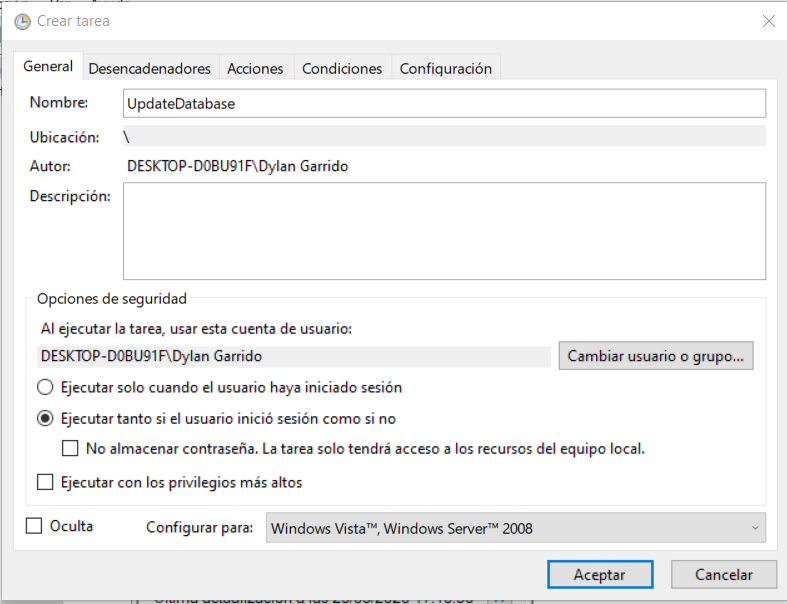 Crear tarea
General Desencadenadores Acciones Condiciones Configuración
Nombre: UpdateDatabase
Ubicación: \
Autor: DESKTOP-D0BU91F\Dylan Garrido
Descripción:
Opciones de seguridad
Al ejecutar la tarea, usar esta cuenta de usuario:
DESKTOP-D0BU91F\Dylan Garrido Cambiar usuario o grupo...
Ejecutar solo cuando el usuario haya iniciado sesión
Ejecutar tanto si el usuario inició sesión como si no
No almacenar contraseña. La tarea solo tendrá acceso a los recursos del equipo local.
Ejecutar con los privilegios más altos
Oculta Configurar para: Windows Vista™, Windows Server™ 2008
Aceptar Cancelar